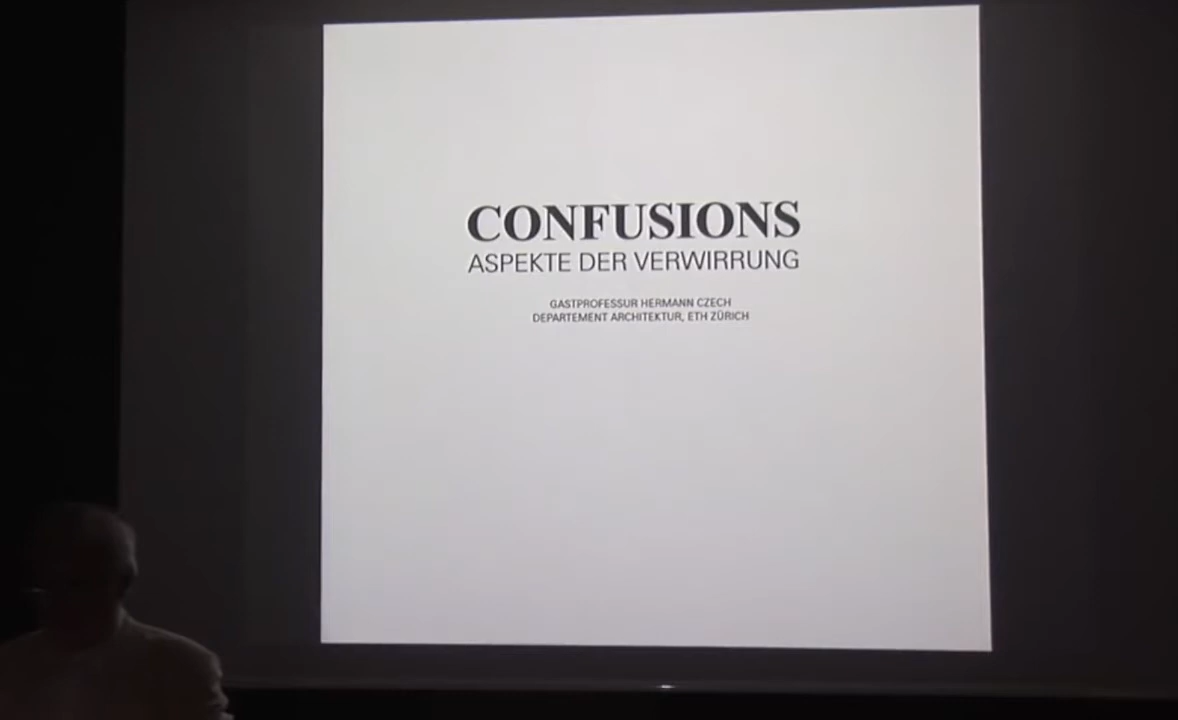 CONFUSIONS
ASPEKTE DER VERWIRRUNG
GASTPROFESSUR HERMANN CZECH
DEPARTEMENT ARCHITEKTUR, ETH ZÜRICH